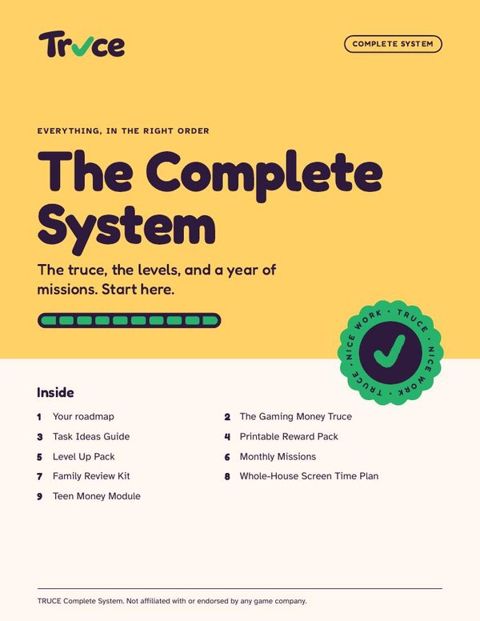 Truce
COMPLETE SYSTEM
EVERYTHING, IN THE RIGHT ORDER
The Complete
System
The truce, the levels, and a year of
missions. Start here.
NICE WORK · TRUCE · NICE WORK · TRUCE ·
Inside
1 Your roadmap
2 The Gaming Money Truce
3 Task Ideas Guide
4 Printable Reward Pack
5 Level Up Pack
6 Monthly Missions
7 Family Review Kit
8 Whole-House Screen Time Plan
9 Teen Money Module
TRUCE Complete System. Not affiliated with or endorsed by any game company.